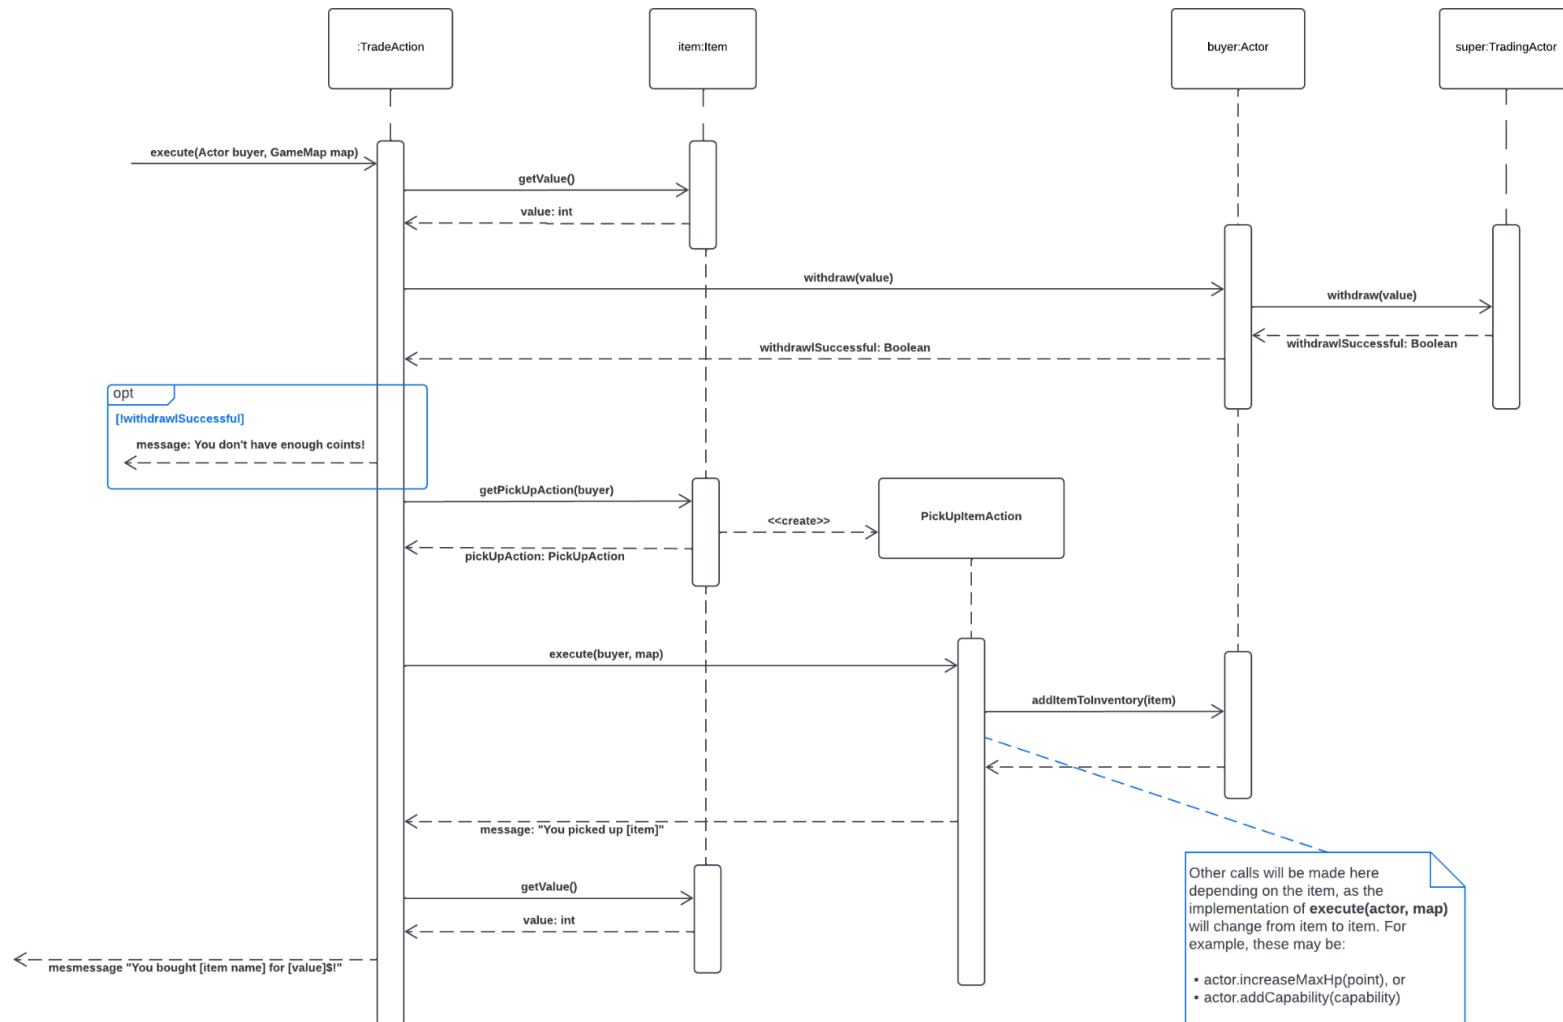 :TradeAction
item:Item
buyer:Actor
super:TradingActor
execute(Actor buyer, GameMap map)
getValue()
value: int
withdraw(value)
withdraw(value)
withdrawlSuccessful: Boolean
withdrawlSuccessful: Boolean
opt
[!withdrawlSuccessful]
message: You don't have enough coints!
getPickUpAction(buyer)
<<create>>
PickUpItemAction
pickUpAction: PickUpAction
execute(buyer, map)
addItemToInventory(item)
message: "You picked up [item]"
getValue()
value: int
mesmessage "You bought [item name] for [value]$!"
Other calls will be made here
depending on the item, as the
implementation of execute(actor, map)
will change from item to item. For
example, these may be:
• actor.increaseMaxHp(point), or
• actor.addCapability(capability)